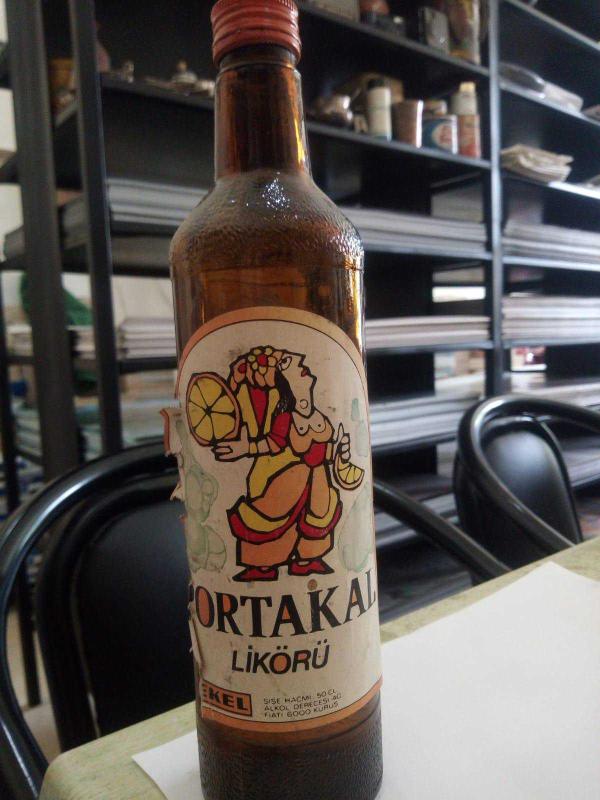 PORTAKAL
LİKÖRÜ
EKEL
ŞİŞE HACMİ: 50 CL.
ALKOL DERECESİ 40
FİATI 6000 KURUŞ